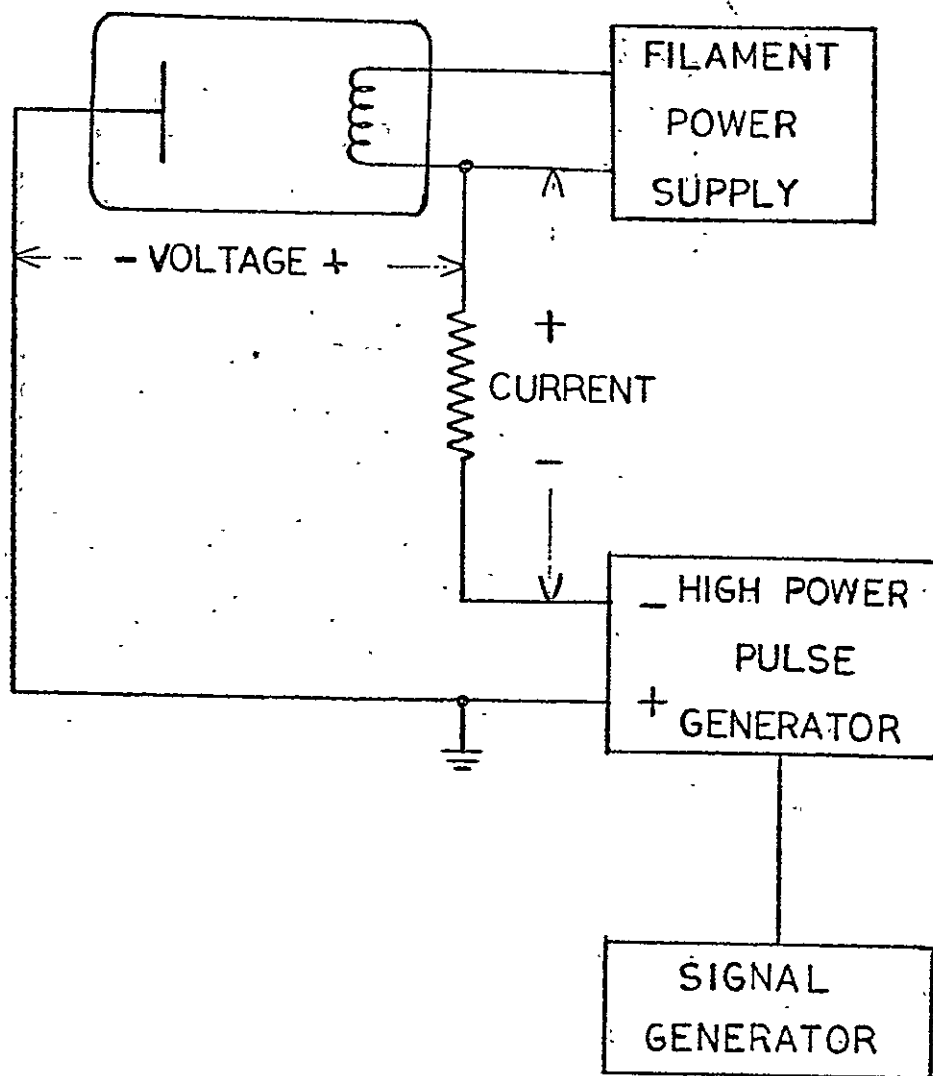 FILAMENT
POWER
SUPPLY
- VOLTAGE +
+
CURRENT
-
- HIGH POWER
PULSE
+ GENERATOR
SIGNAL
GENERATOR